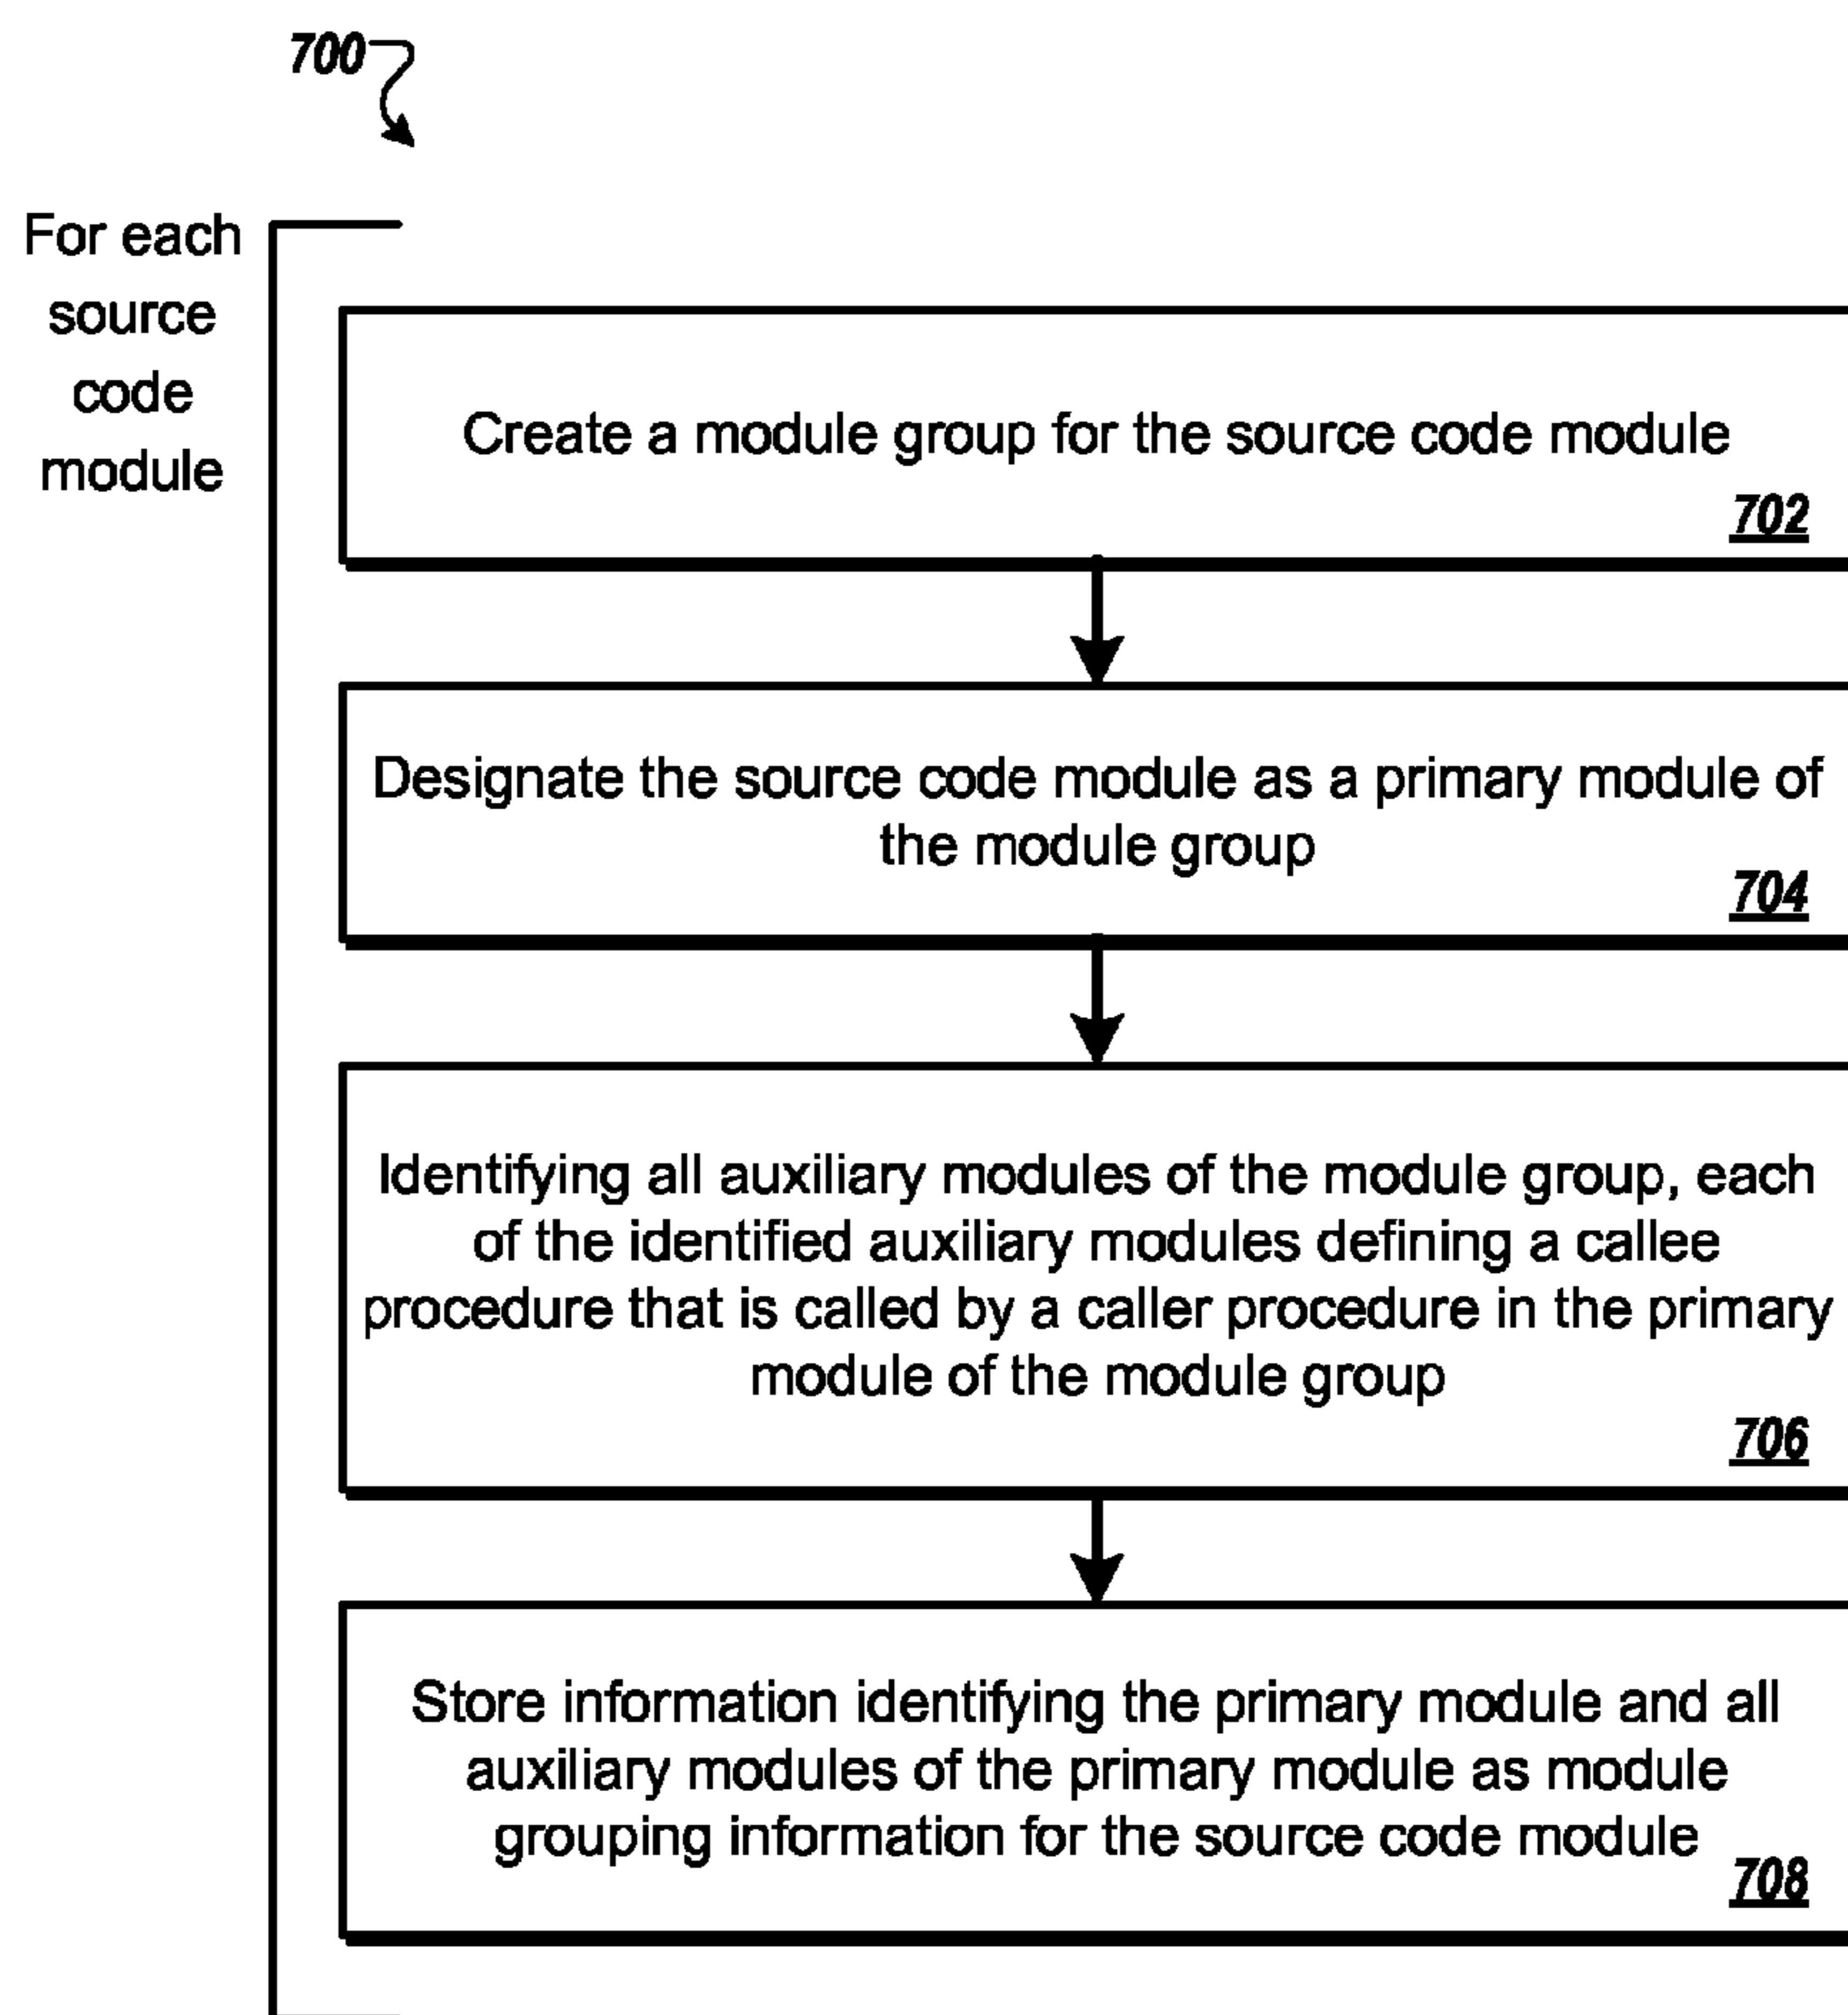 700
For each
source
code
module
Create a module group for the source code module
702
Designate the source code module as a primary module of
the module group
704
Identifying all auxiliary modules of the module group, each
of the identified auxiliary modules defining a callee
procedure that is called by a caller procedure in the primary
module of the module group
706
Store information identifying the primary module and all
auxiliary modules of the primary module as module
grouping information for the source code module
708